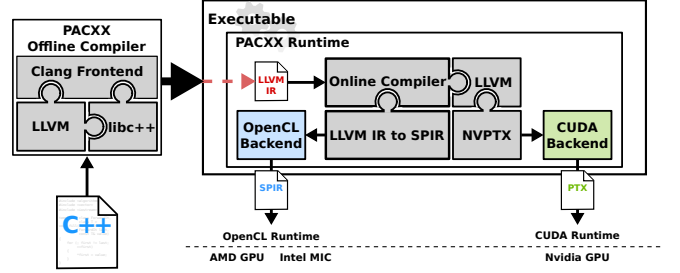 PACXX
Offline Compiler
Clang Frontend
LLVM
libc++
C++
Executable
PACXX Runtime
LLVM
IR
Online Compiler
LLVM
OpenCL
Backend
LLVM IR to SPIR
NVPTX
CUDA
Backend
SPIR
PTX
OpenCL Runtime
CUDA Runtime
AMD GPU Intel MIC
Nvidia GPU